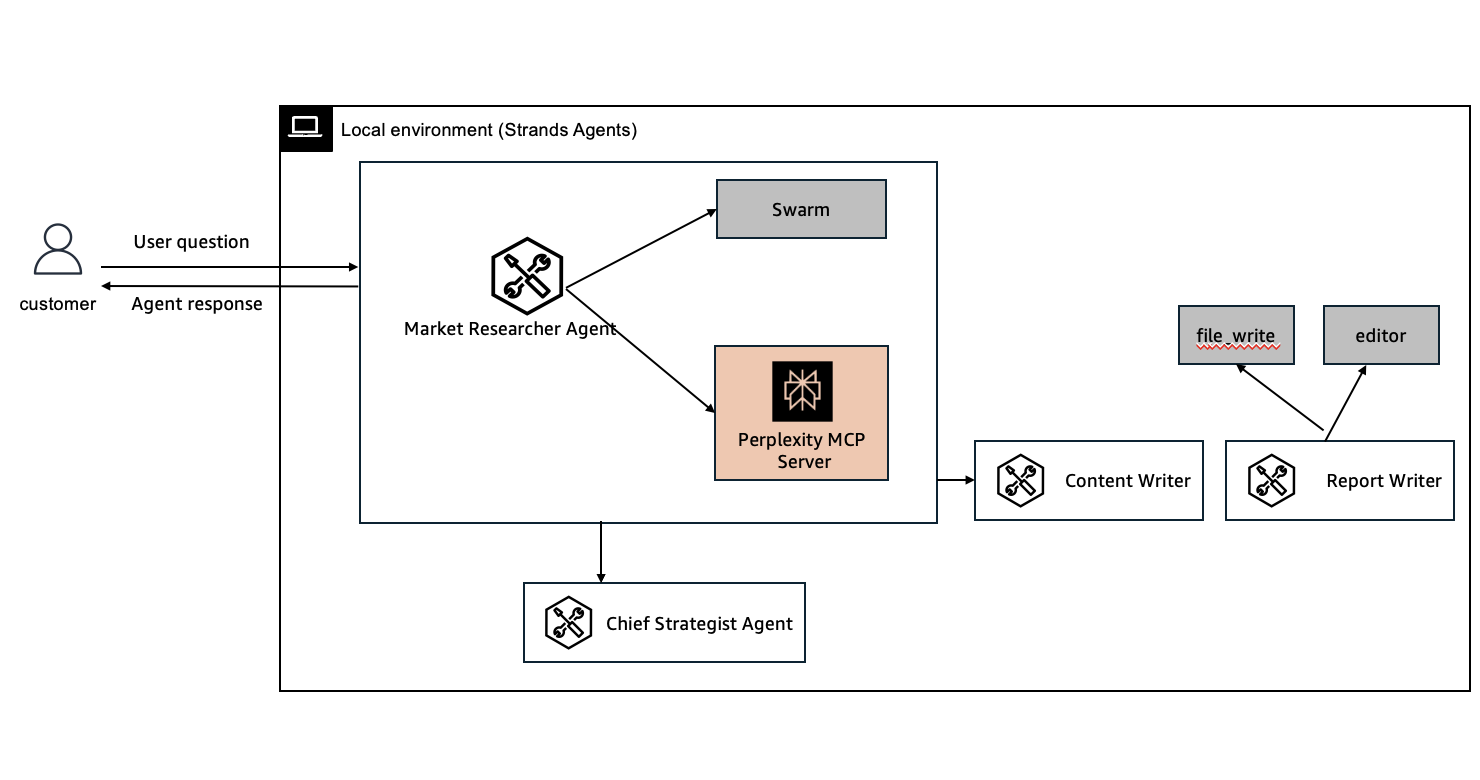 Local environment (Strands Agents)
Swarm
User question
customer
Agent response
Market Researcher Agent
file_write
editor
Perplexity MCP
Server
Content Writer
Report Writer
Chief Strategist Agent